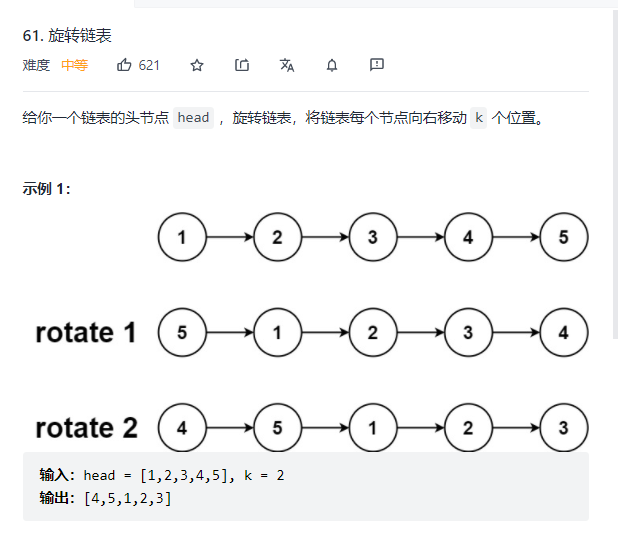 61. 旋转链表
难度 中等 621
给你一个链表的头节点 head ，旋转链表，将链表每个节点向右移动 k 个位置。
示例 1：
1 2 3 4 5
rotate 1 5 1 2 3 4
rotate 2 4 5 1 2 3
输入：head = [1,2,3,4,5], k = 2
输出：[4,5,1,2,3]